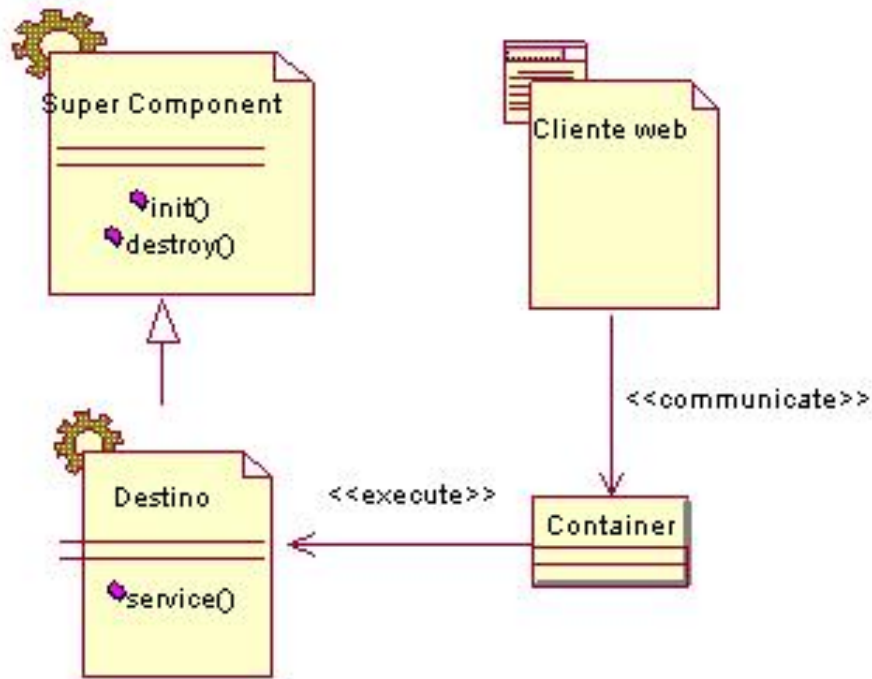 Super Component
init()
destroy()
Cliente web
<<communicate>>
Destino
service()
<<execute>>
Container